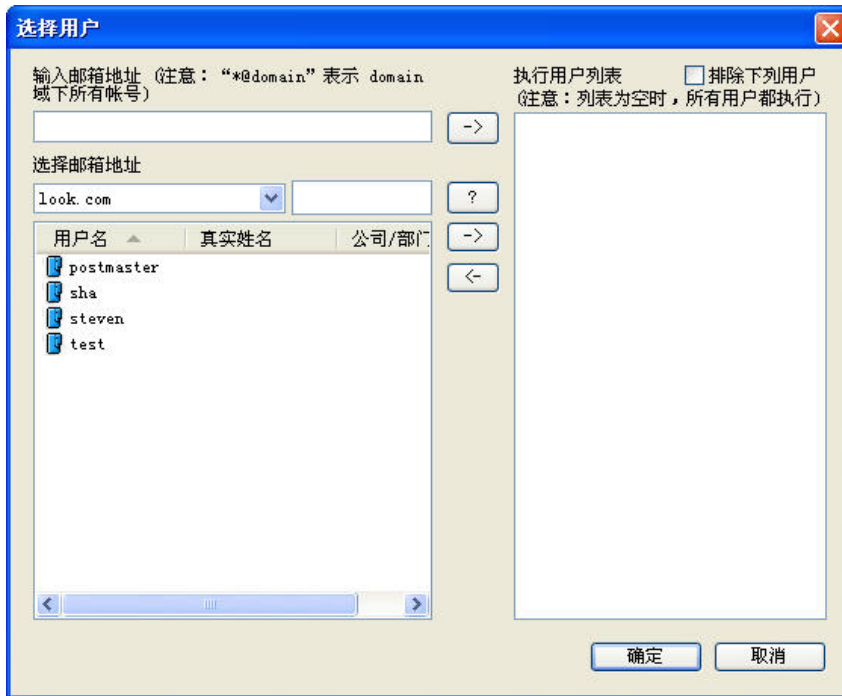 选择用户
输入邮箱地址（注意：“*@domain”表示 domain
域下所有帐号）
->
选择邮箱地址
look.com
?
用户名 真实姓名 公司/部门
->
<-
postmaster
sha
steven
test
执行用户列表 排除下列用户
(注意：列表为空时，所有用户都执行)
确定 取消